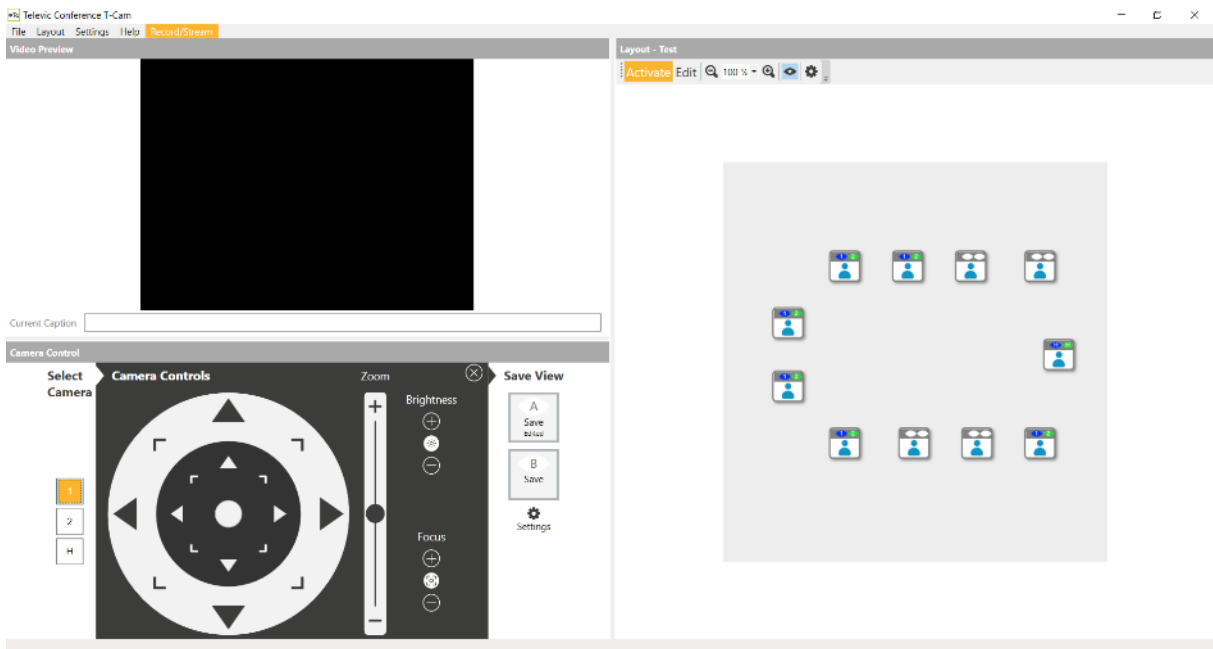 Televic Conference T-Cam
File Layout Settings Help Record/Stream
Video Preview
Layout - Test
Activate Edit 100 %
Current Caption
Camera Control
Select
Camera
Camera Controls
Zoom
Brightness
Focus
Save View
A
Save
Edited
B
Save
Settings
1
2
H